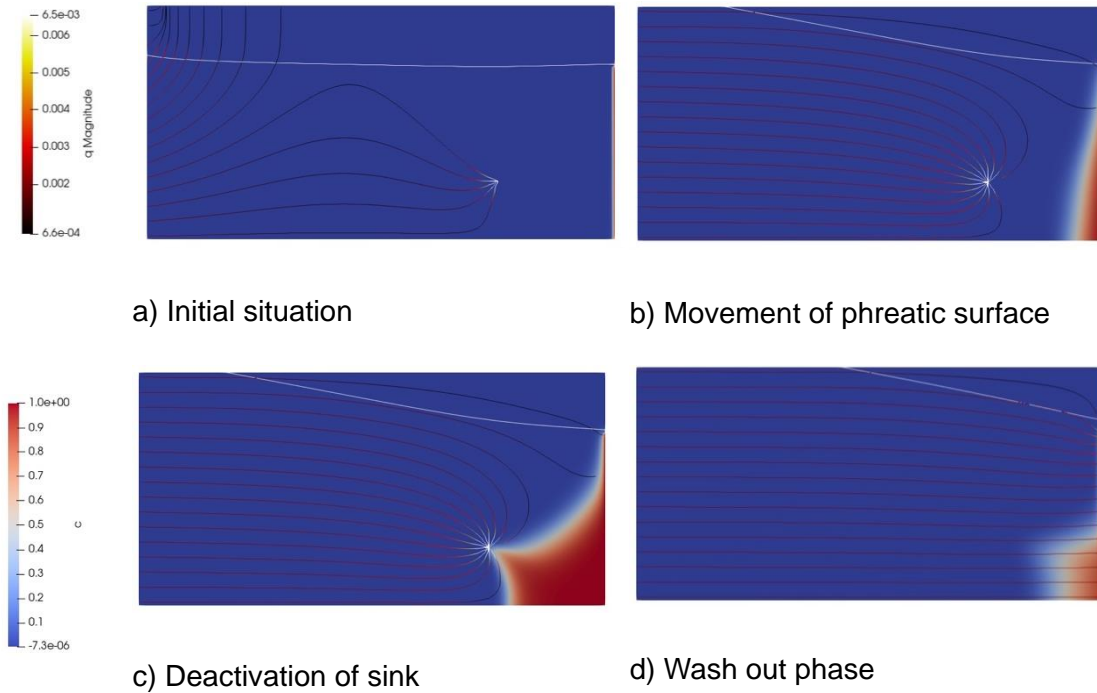 6.5e-03
0.006
0.005
0.004
0.003
0.002
6.6e-04
q Magnitude
a) Initial situation
b) Movement of phreatic surface
1.0e+00
0.9
0.8
0.7
0.6
0.5
0.4
0.3
0.2
0.1
-7.3e-06
c
c) Deactivation of sink
d) Wash out phase